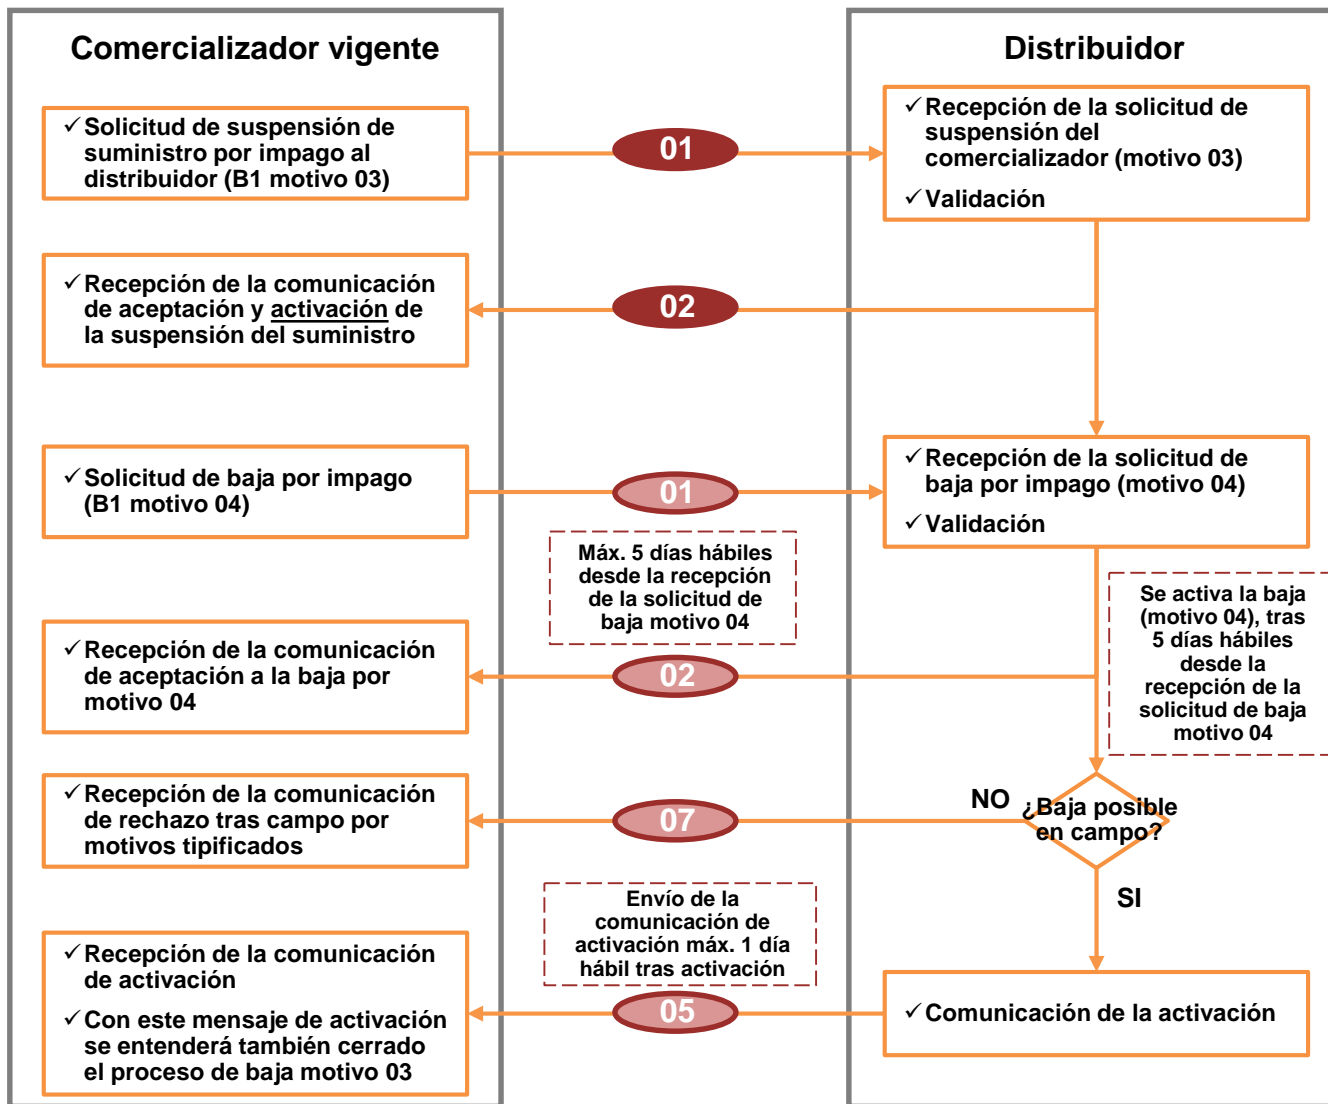 Comercializador vigente
Distribuidor
✓Solicitud de suspensión de
suministro por impago al
distribuidor (B1 motivo 03)
01
✓Recepción de la solicitud de
suspensión del
comercializador (motivo 03)
✓Validación
✓Recepción de la comunicación
de aceptación y activación de
la suspensión del suministro
02
✓Solicitud de baja por impago
(B1 motivo 04)
01
✓Recepción de la solicitud de
baja por impago (motivo 04)
✓Validación
Máx. 5 días hábiles
desde la recepción
de la solicitud de
baja motivo 04
Se activa la baja
(motivo 04), tras
5 días hábiles
desde la
recepción de la
solicitud de baja
motivo 04
✓Recepción de la comunicación
de aceptación a la baja por
motivo 04
02
✓Recepción de la comunicación
de rechazo tras campo por
motivos tipificados
07
NO
¿Baja posible
en campo?
SI
Envío de la
comunicación de
activación máx. 1 día
hábil tras activación
✓Recepción de la comunicación
de activación
✓Con este mensaje de activación
se entenderá también cerrado
el proceso de baja motivo 03
05
✓Comunicación de la activación